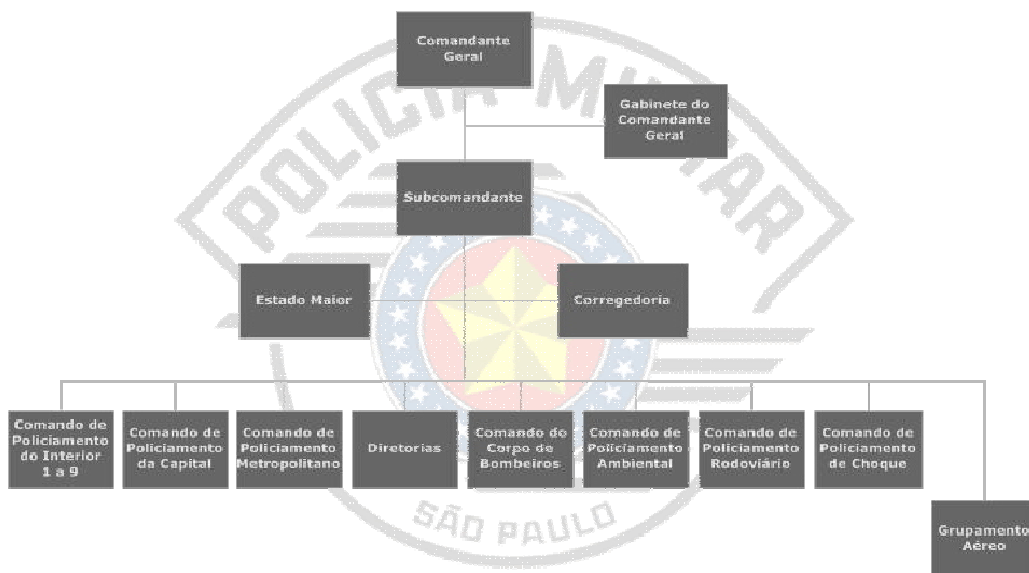 Comandante
Geral
Gabinete do
Comandante
Geral
Subcomandante
Estado Maior
Corregedoria
Comando de
Policiamento
do Interior
1 a 9
Comando de
Policiamento
da Capital
Comando de
Policiamento
Metropolitano
Diretorias
Comando do
Corpo de
Bombeiros
Comando de
Policiamento
Ambiental
Comando de
Policiamento
Rodoviário
Comando de
Policiamento
de Choque
Grupamento
Aéreo
POLICIA MILITAR
SÃO PAULO